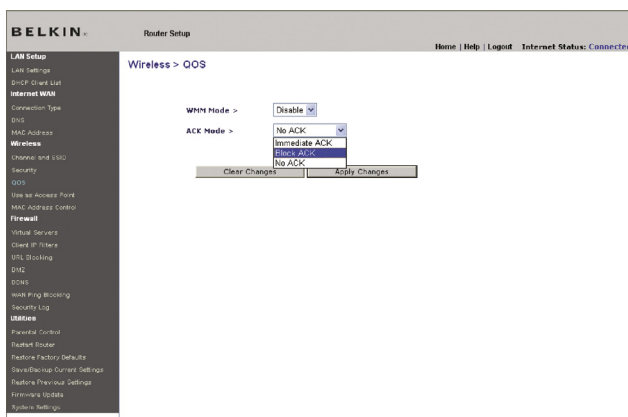 BELKIN
Router Setup
Home | Help | Logout Internet Status: Connected
LAN Setup
LAN Settings
DHCP Client List
Internet WAN
Connection Type
DNS
MAC Address
Wireless
Channel and SSID
Security
QOS
Use as Access Point
MAC Address Control
Firewall
Virtual Servers
Client IP Filters
URL Blocking
DMZ
DDNS
WAN Ping Blocking
Security Log
Utilities
Parental Control
Restart Router
Restore Factory Defaults
Save/Backup Current Settings
Restore Previous Settings
Firmware Update
System Settings
Wireless > QOS
WMM Mode > Disable
ACK Mode > No ACK
Immediate ACK
Block ACK
No ACK
Clear Changes Apply Changes